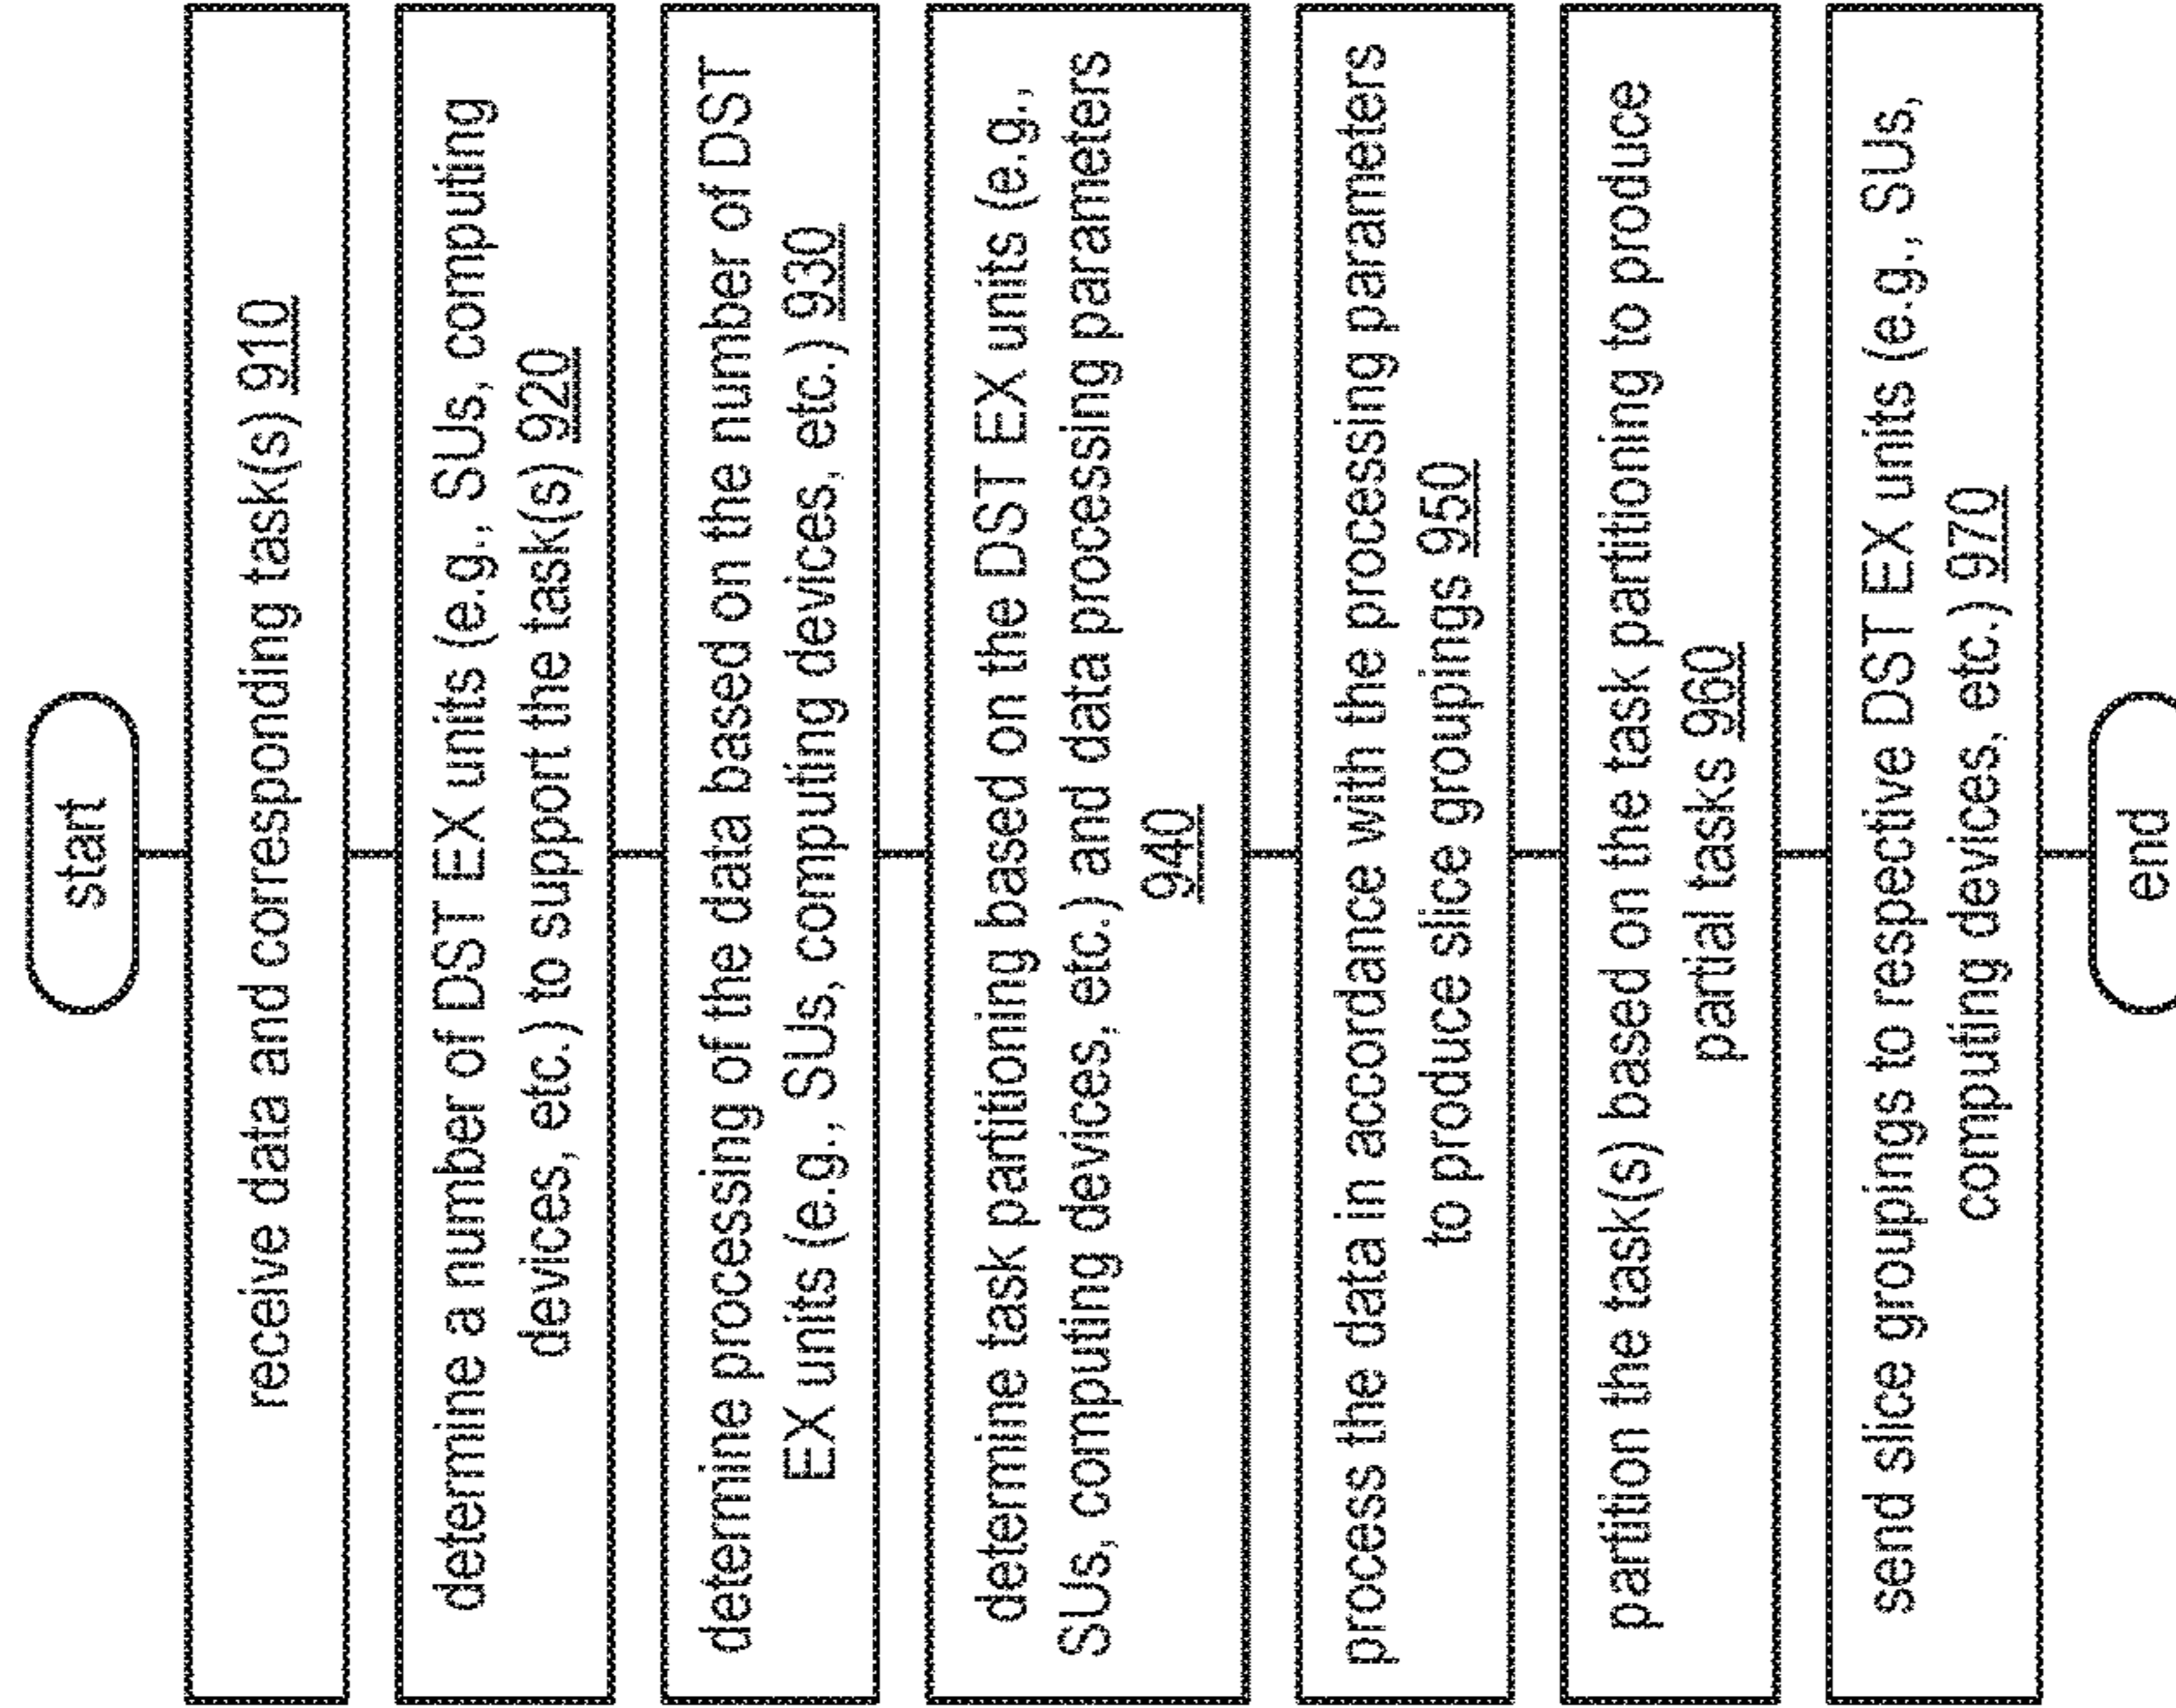 start
receive data and corresponding task(s) 910
determine a number of DST EX units (e.g., SUs, computing
devices, etc.) to support the task(s) 920
determine processing of the data based on the number of DST
EX units (e.g., SUs, computing devices, etc.) 930
determine task partitioning based on the DST EX units (e.g.,
SUs, computing devices, etc.) and data processing parameters
940
process the data in accordance with the processing parameters
to produce slice groupings 950
partition the task(s) based on the task partitioning to produce
partial tasks 960
send slice groupings to respective DST EX units (e.g., SUs,
computing devices, etc.) 970
end